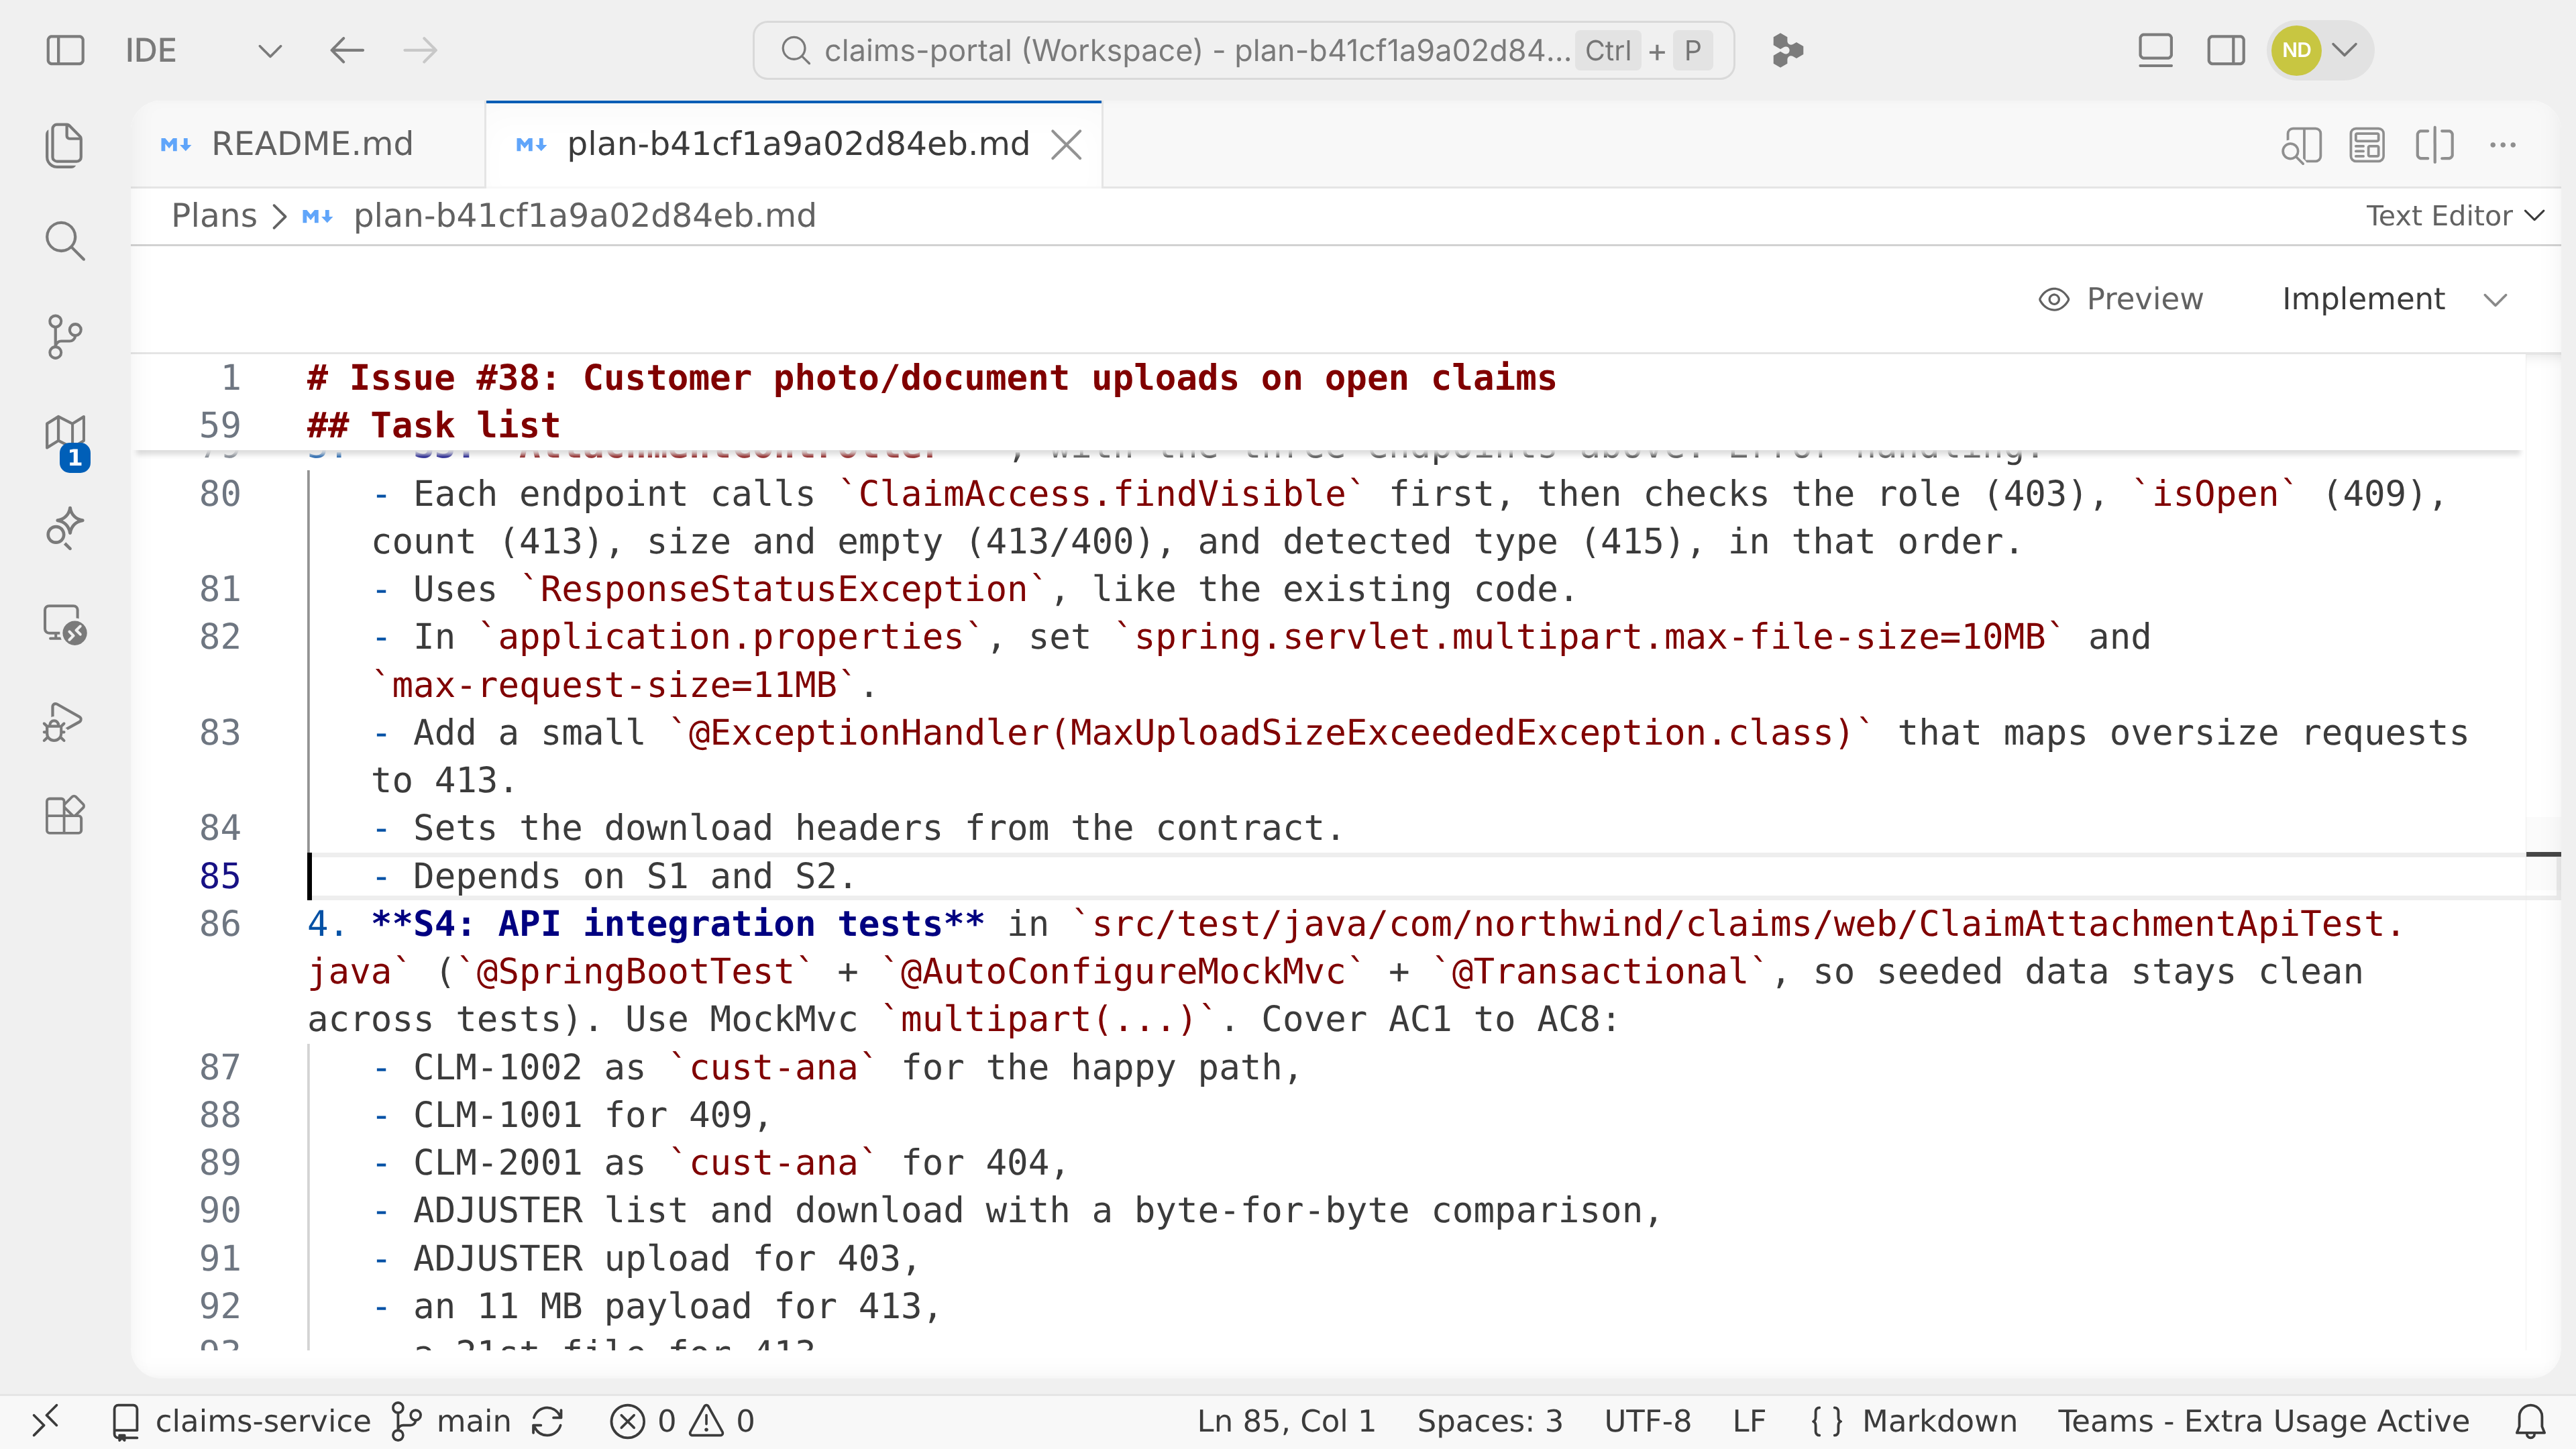 IDE
claims-portal (Workspace) - plan-b41cf1a9a02d84... Ctrl + P
ND
README.md
plan-b41cf1a9a02d84eb.md
Plans > plan-b41cf1a9a02d84eb.md
Text Editor
Preview
Implement
1
1 # Issue #38: Customer photo/document uploads on open claims
59 ## Task list
80 - Each endpoint calls `ClaimAccess.findVisible` first, then checks the role (403), `isOpen` (409),
count (413), size and empty (413/400), and detected type (415), in that order.
81 - Uses `ResponseStatusException`, like the existing code.
82 - In `application.properties`, set `spring.servlet.multipart.max-file-size=10MB` and
`max-request-size=11MB`.
83 - Add a small `@ExceptionHandler(MaxUploadSizeExceededException.class)` that maps oversize requests
to 413.
84 - Sets the download headers from the contract.
85 - Depends on S1 and S2.
86 4. **S4: API integration tests** in `src/test/java/com/northwind/claims/web/ClaimAttachmentApiTest.
java` (`@SpringBootTest` + `@AutoConfigureMockMvc` + `@Transactional`, so seeded data stays clean
across tests). Use MockMvc `multipart(...)`. Cover AC1 to AC8:
87 - CLM-1002 as `cust-ana` for the happy path,
88 - CLM-1001 for 409,
89 - CLM-2001 as `cust-ana` for 404,
90 - ADJUSTER list and download with a byte-for-byte comparison,
91 - ADJUSTER upload for 403,
92 - an 11 MB payload for 413,
claims-service main 0 0 Ln 85, Col 1 Spaces: 3 UTF-8 LF {} Markdown Teams - Extra Usage Active